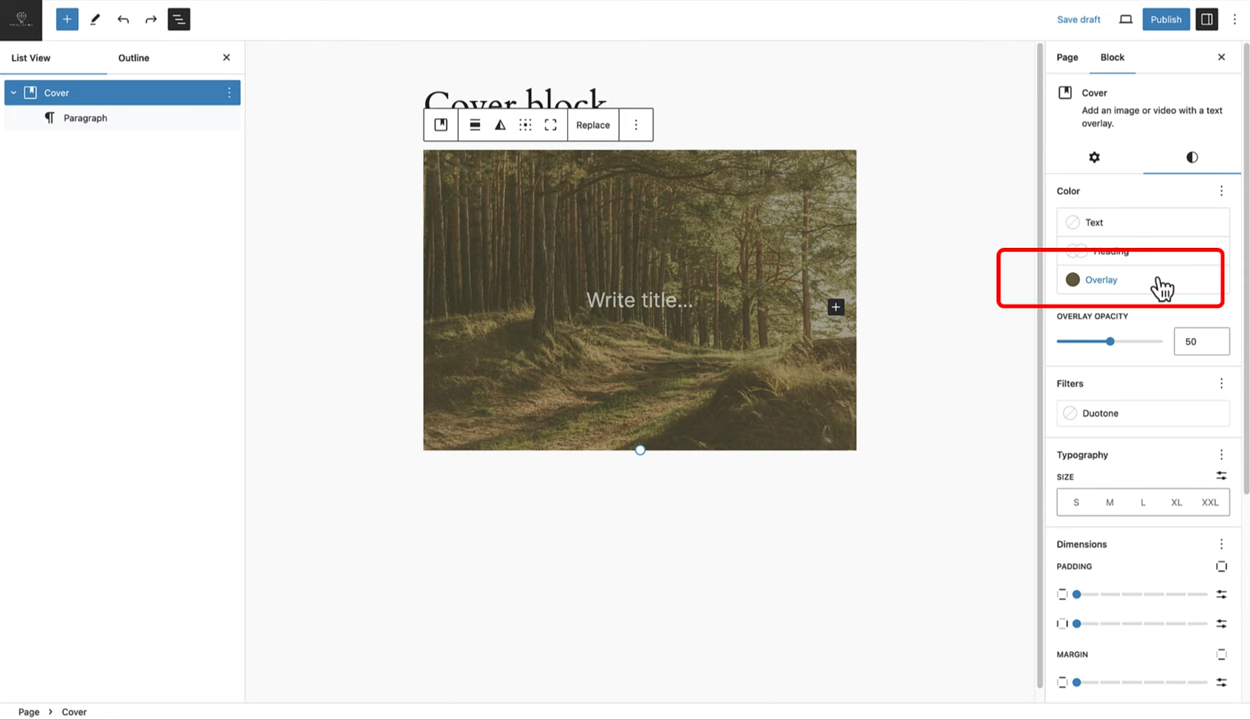 Save draft
Publish
List View
Outline
Cover
Paragraph
Cover block
Replace
Write title...
Page
Block
Cover
Add an image or video with a text
overlay.
Color
Text
Heading
Overlay
OVERLAY OPACITY
50
Filters
Duotone
Typography
SIZE
S M L XL XXL
Dimensions
PADDING
MARGIN
Page > Cover